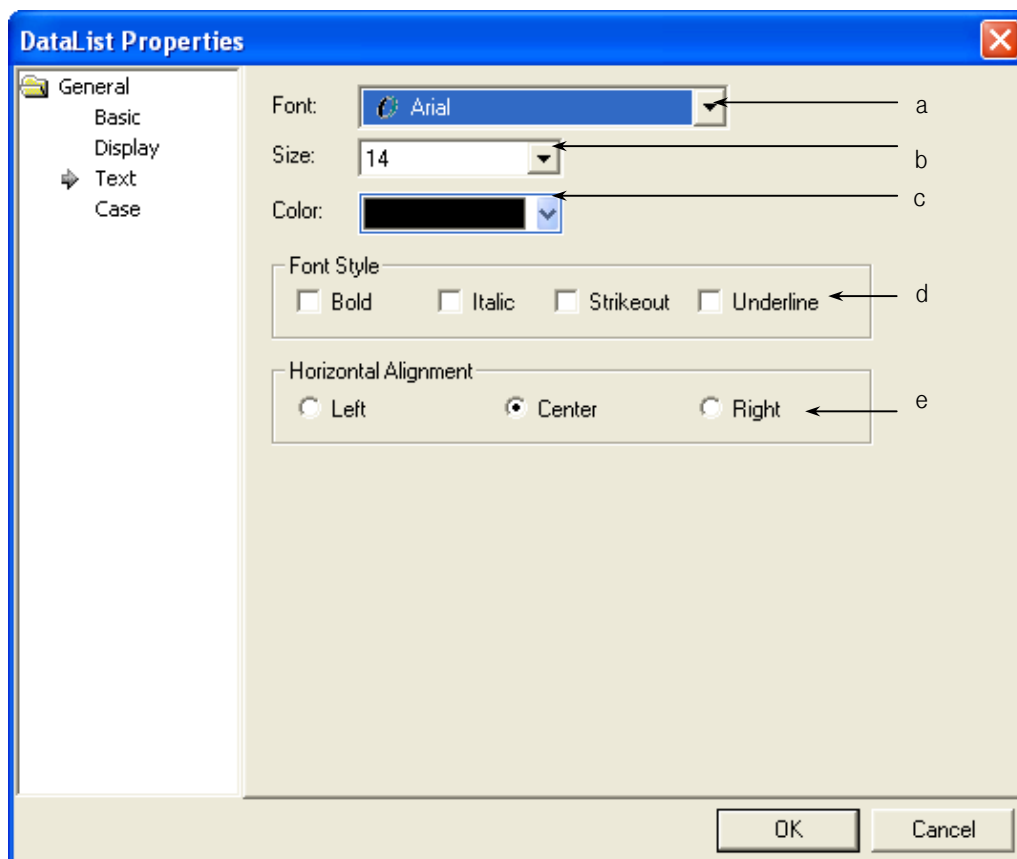 DataList Properties
General
Basic
Display
Text
Case
Font: Arial a
Size: 14 b
Color: c
Font Style
Bold Italic Strikeout Underline d
Horizontal Alignment
Left Center Right e
OK Cancel